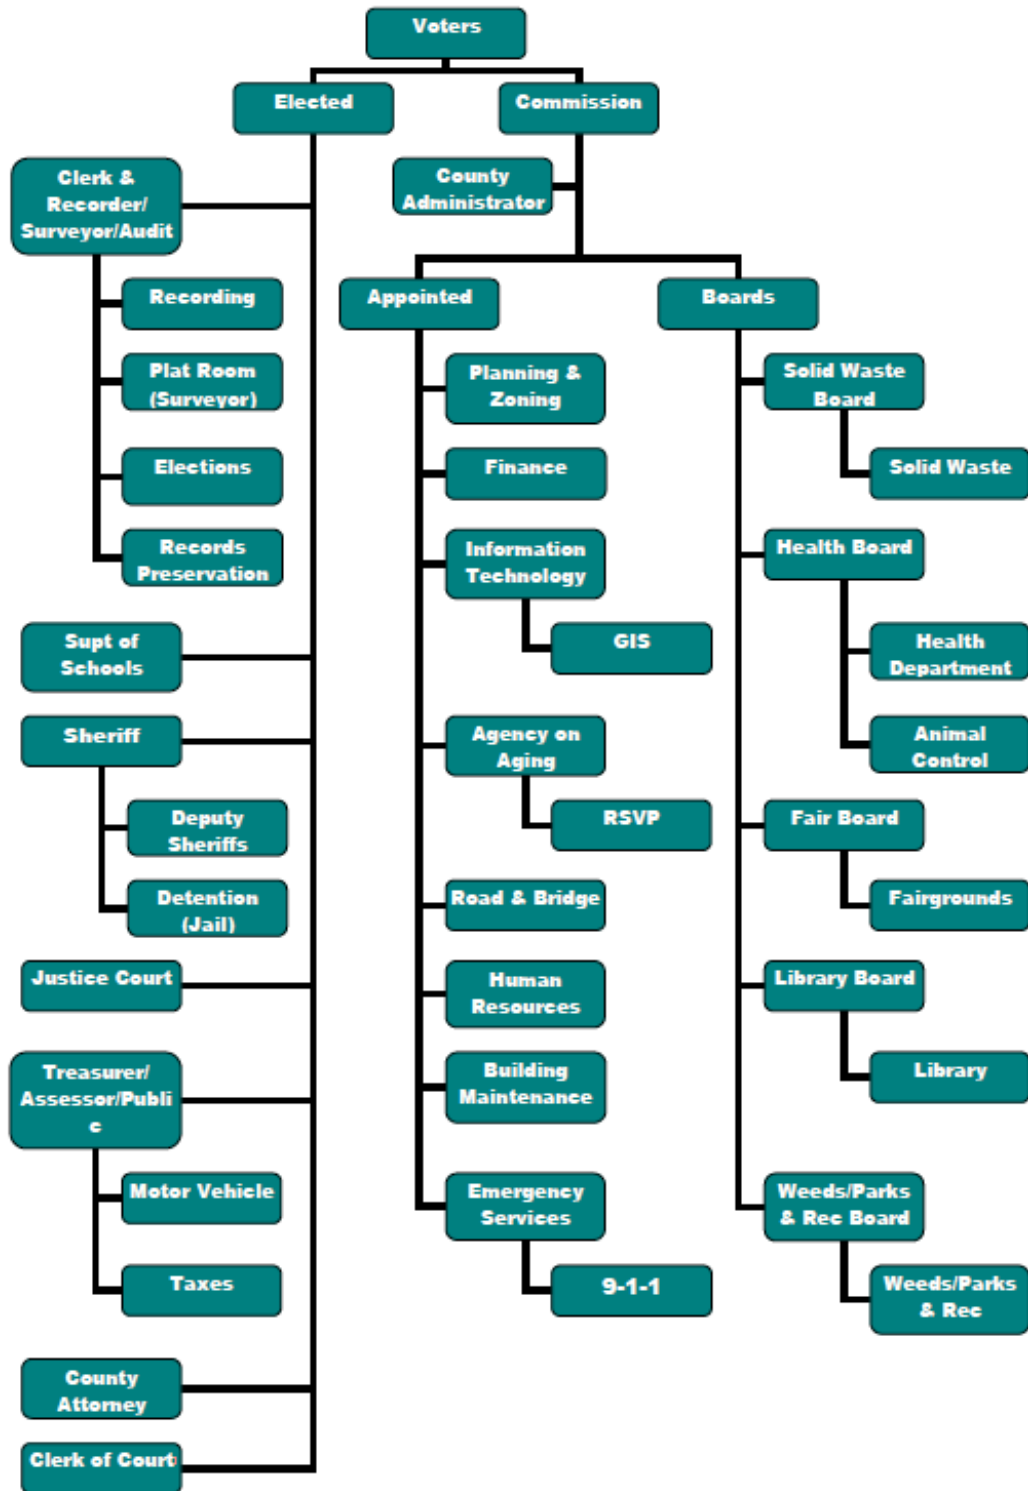 Voters
Elected
Commission
Clerk &
Recorder/
Surveyor/Audit
County
Administrator
Recording
Appointed
Boards
Plat Room
(Surveyor)
Planning &
Zoning
Solid Waste
Board
Elections
Finance
Solid Waste
Records
Preservation
Information
Technology
Health Board
Supt of
Schools
GIS
Health
Department
Sheriff
Agency on
Aging
Animal
Control
Deputy
Sheriffs
RSVP
Fair Board
Detention
(Jail)
Road & Bridge
Fairgrounds
Justice Court
Human
Resources
Library Board
Treasurer/
Assessor/Publi
c
Building
Maintenance
Library
Motor Vehicle
Emergency
Services
Weeds/Parks
& Rec Board
Taxes
9-1-1
Weeds/Parks
& Rec
County
Attorney
Clerk of Court